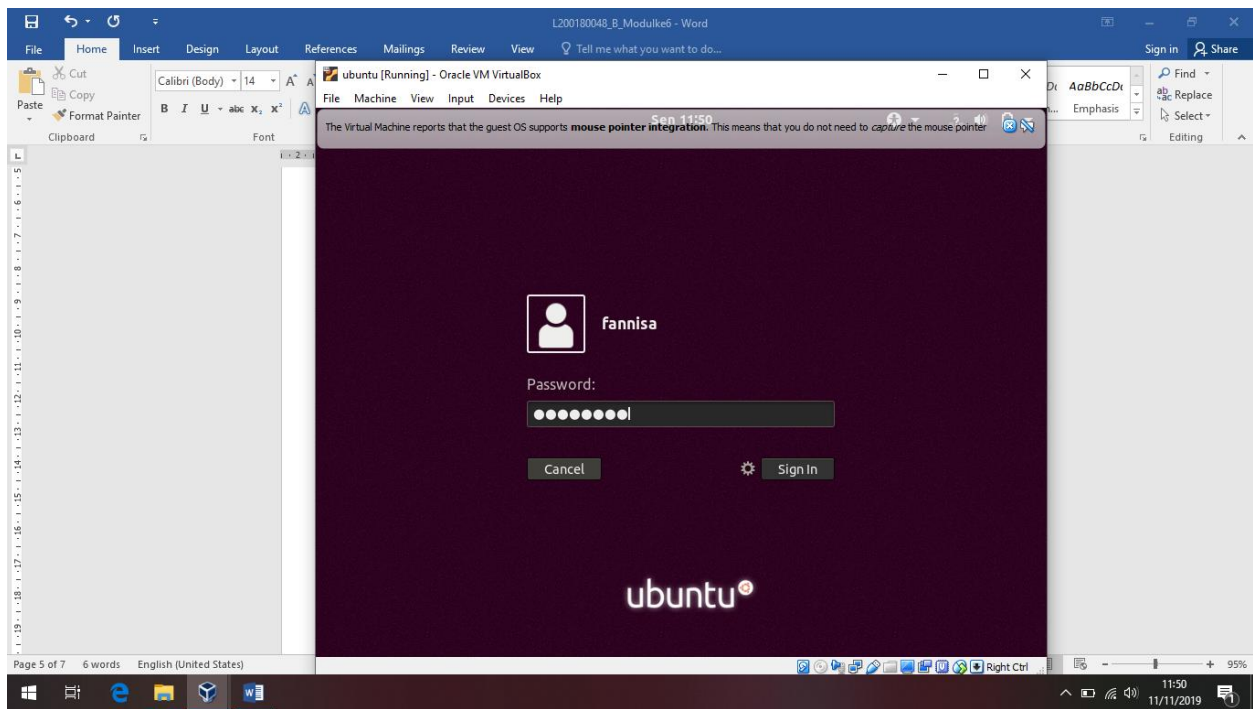 L200180048_B_Modulke6 - Word
File Home Insert Design Layout References Mailings Review View Tell me what you want to do... Sign in Share
Paste
Cut
Copy
Format Painter
Clipboard
Calibri (Body) 14 A A
B I U abc X₂ X² A
Font
AaBbCcDc
Emphasis
Find
Replace
Select
Editing
ubuntu [Running] - Oracle VM VirtualBox
File Machine View Input Devices Help
Sen 11:50
The Virtual Machine reports that the guest OS supports mouse pointer integration. This means that you do not need to capture the mouse pointer
fannisa
Password:
Cancel Sign In
ubuntu
Right Ctrl
Page 5 of 7 6 words English (United States) 95%
11:50
11/11/2019